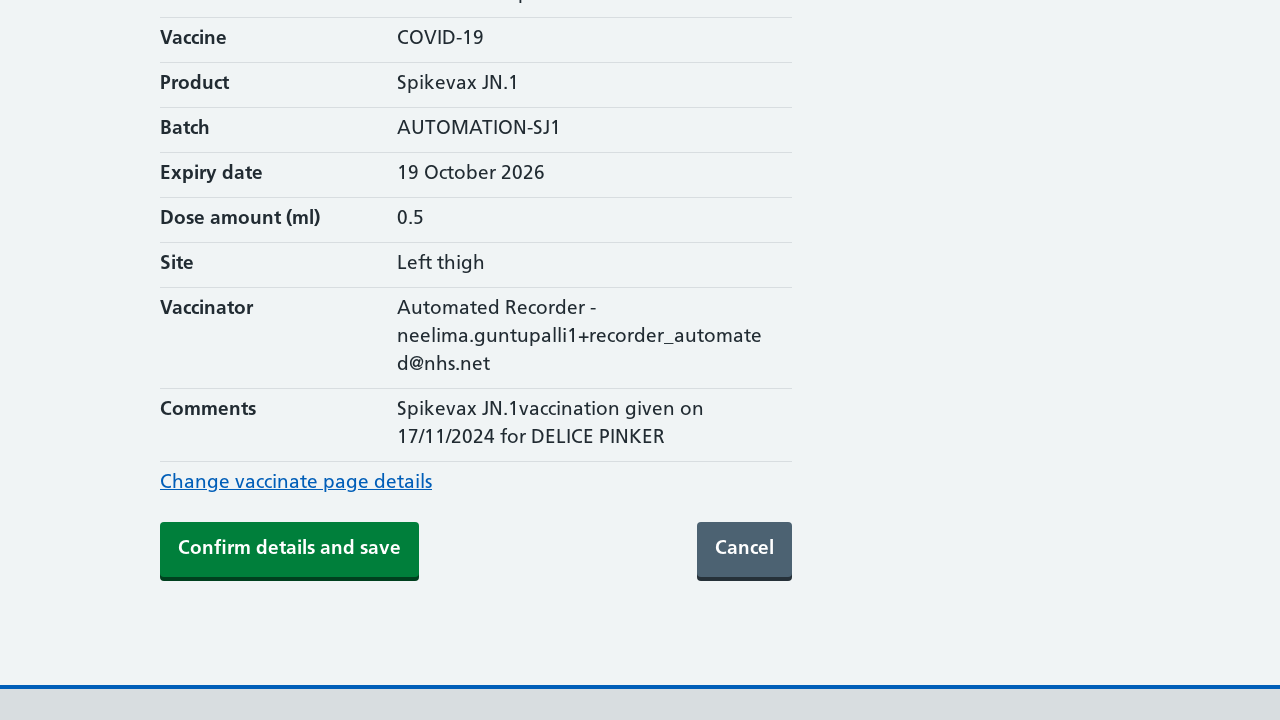 Vaccine COVID-19
Product Spikevax JN.1
Batch AUTOMATION-SJ1
Expiry date 19 October 2026
Dose amount (ml) 0.5
Site Left thigh
Vaccinator Automated Recorder -
neelima.guntupalli1+recorder_automate
d@nhs.net
Comments Spikevax JN.1vaccination given on
17/11/2024 for DELICE PINKER
Change vaccinate page details
Confirm details and save Cancel